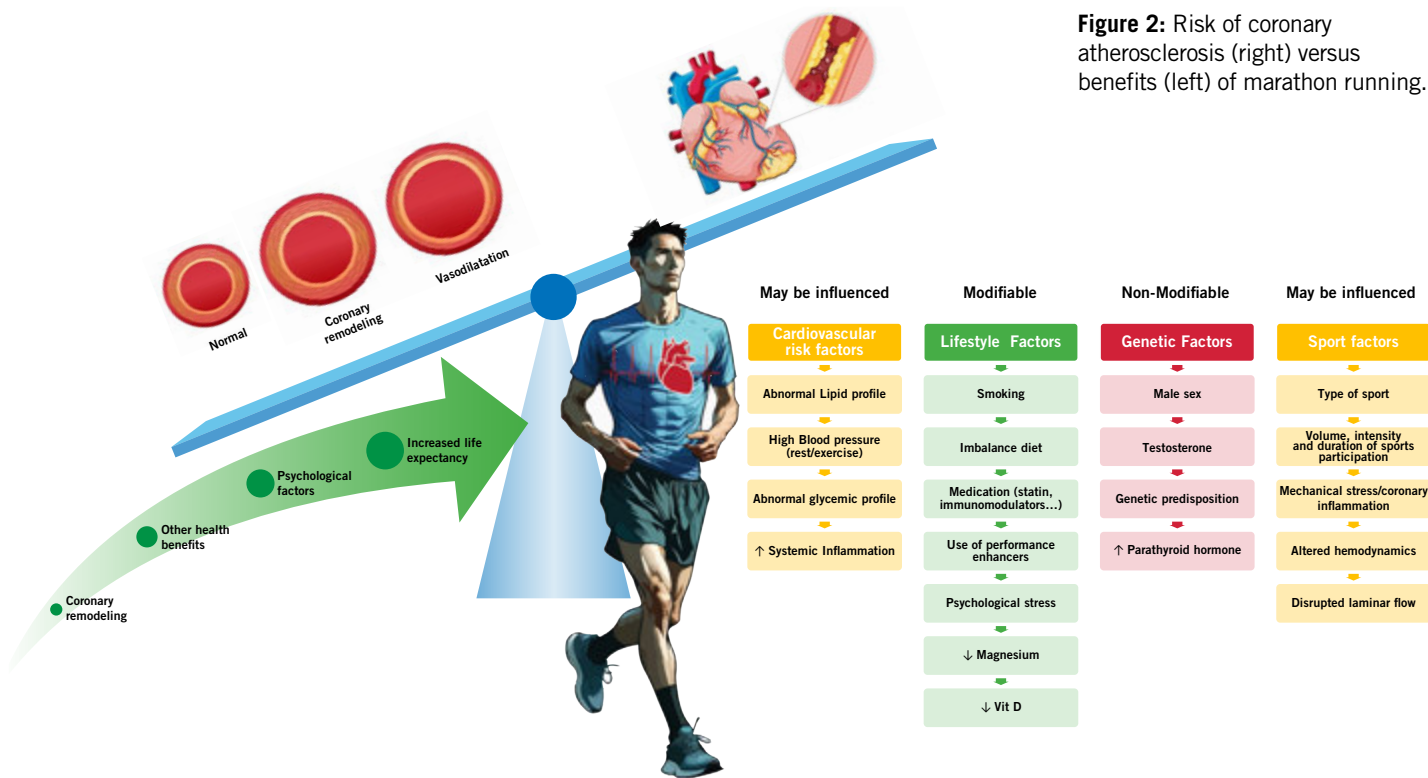 Figure 2: Risk of coronary
atherosclerosis (right) versus
benefits (left) of marathon running.
Normal
Coronary
remodeling
Vasodilatation
Increased life
expectancy
Psychological
factors
Other health
benefits
Coronary
remodeling
May be influenced
Cardiovascular
risk factors
Abnormal Lipid profile
High Blood pressure
(rest/exercise)
Abnormal glycemic profile
↑ Systemic Inflammation
Modifiable
Lifestyle Factors
Smoking
Imbalance diet
Medication (statin,
immunomodulators...)
Use of performance
enhancers
Psychological stress
↓ Magnesium
↓ Vit D
Non-Modifiable
Genetic Factors
Male sex
Testosterone
Genetic predisposition
↑ Parathyroid hormone
May be influenced
Sport factors
Type of sport
Volume, intensity
and duration of sports
participation
Mechanical stress/coronary
inflammation
Altered hemodynamics
Disrupted laminar flow